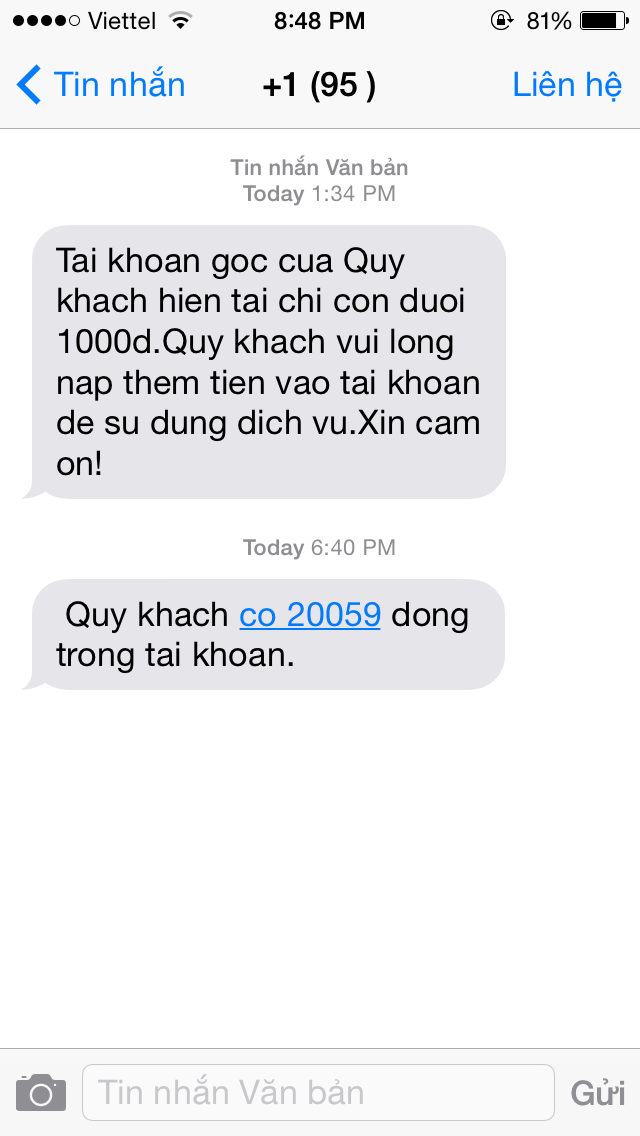 Viettel 8:48 PM 81%
Tin nhắn +1 (95 ) Liên hệ
Tin nhắn Văn bản
Today 1:34 PM
Tai khoan goc cua Quy
khach hien tai chi con duoi
1000d.Quy khach vui long
nap them tien vao tai khoan
de su dung dich vu.Xin cam
on!
Today 6:40 PM
Quy khach co 20059 dong
trong tai khoan.
Tin nhắn Văn bản Gửi